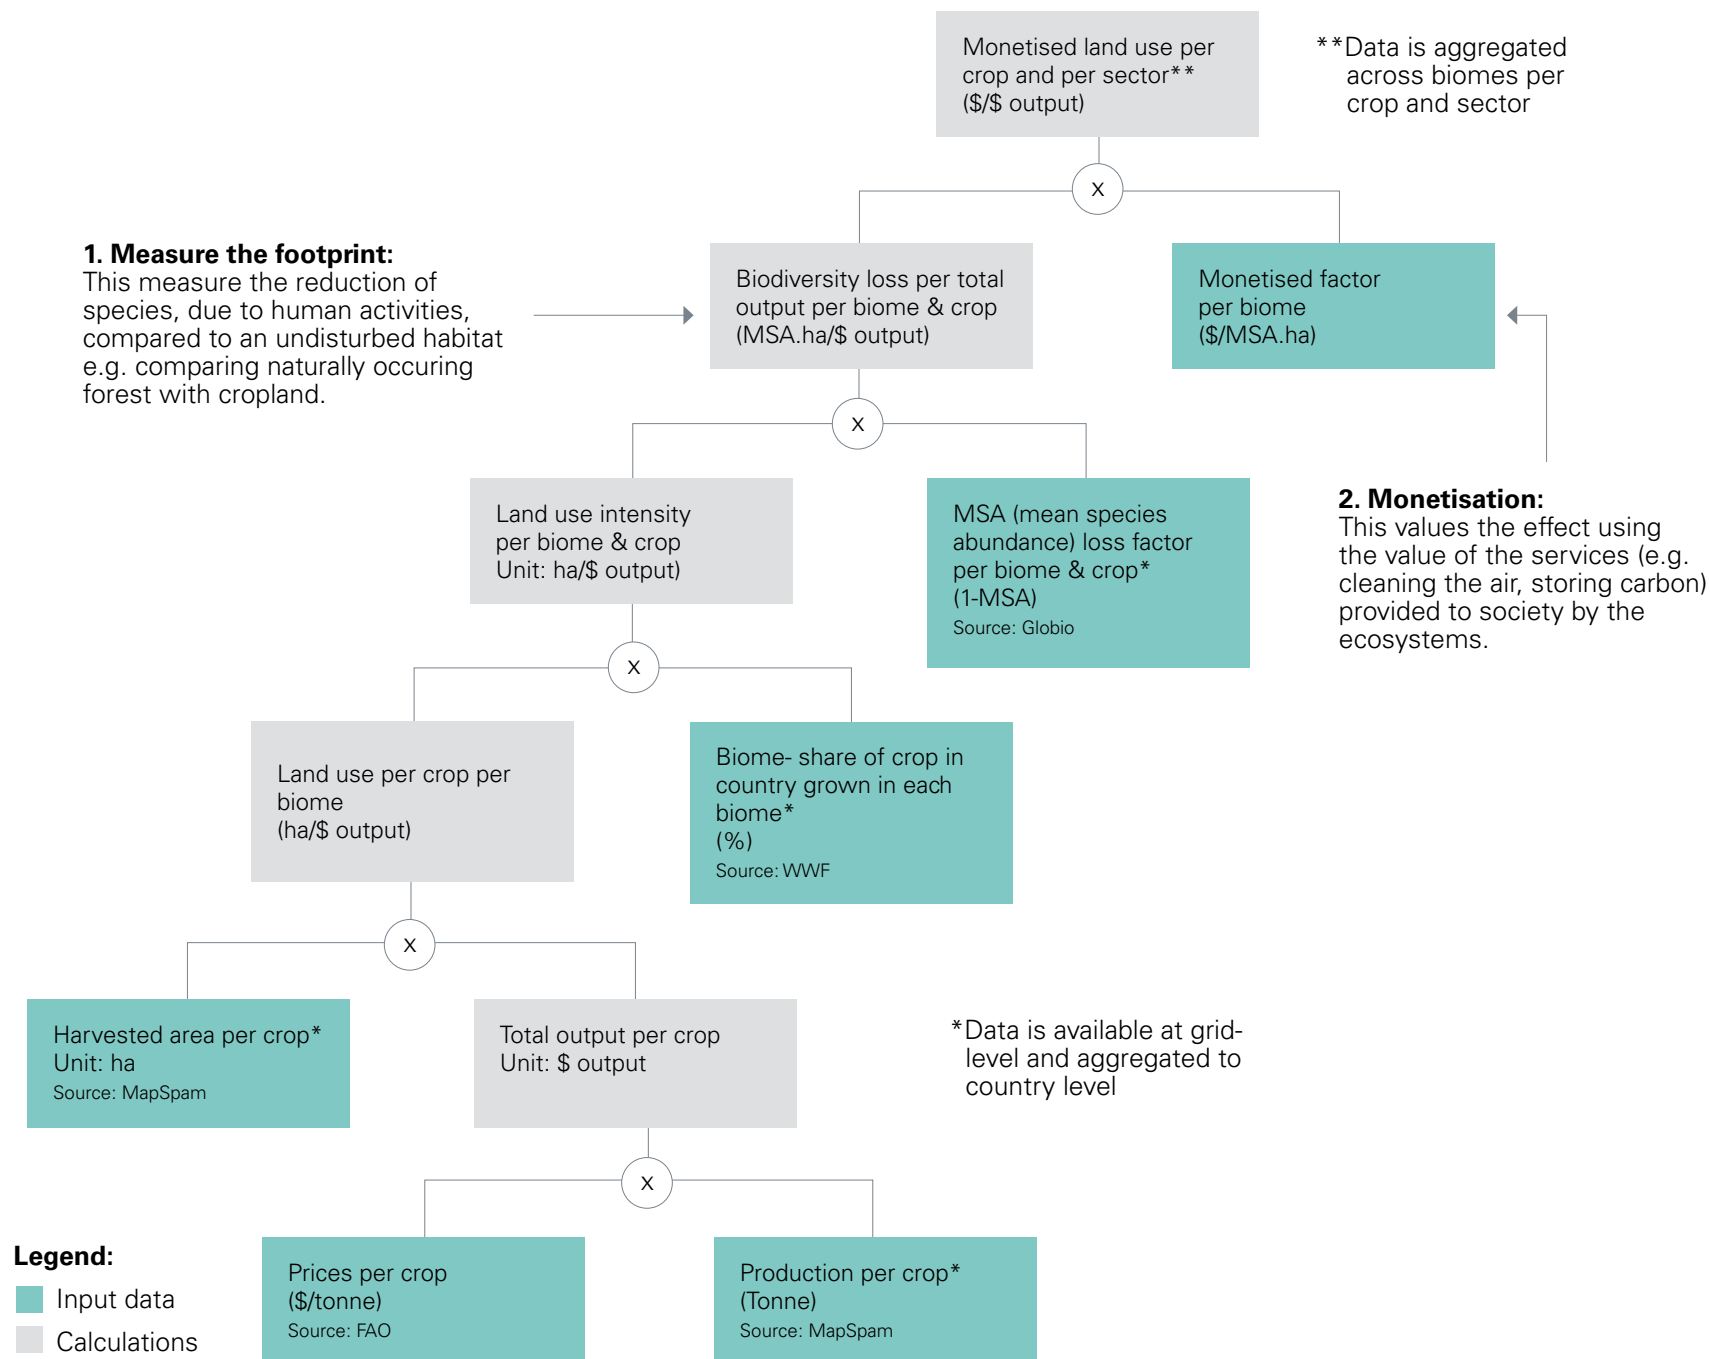 Monetised land use per
crop and per sector**
($/$ output)
**Data is aggregated
across biomes per
crop and sector
X
1. Measure the footprint:
This measure the reduction of
species, due to human activities,
compared to an undisturbed habitat
e.g. comparing naturally occuring
forest with cropland.
Biodiversity loss per total
output per biome & crop
(MSA.ha/$ output)
Monetised factor
per biome
($/MSA.ha)
X
Land use intensity
per biome & crop
Unit: ha/$ output)
MSA (mean species
abundance) loss factor
per biome & crop*
(1-MSA)
Source: Globio
2. Monetisation:
This values the effect using
the value of the services (e.g.
cleaning the air, storing carbon)
provided to society by the
ecosystems.
X
Land use per crop per
biome
(ha/$ output)
Biome- share of crop in
country grown in each
biome*
(%)
Source: WWF
X
Harvested area per crop*
Unit: ha
Source: MapSpam
Total output per crop
Unit: $ output
*Data is available at grid-
level and aggregated to
country level
X
Prices per crop
($/tonne)
Source: FAO
Production per crop*
(Tonne)
Source: MapSpam
Legend:
Input data
Calculations